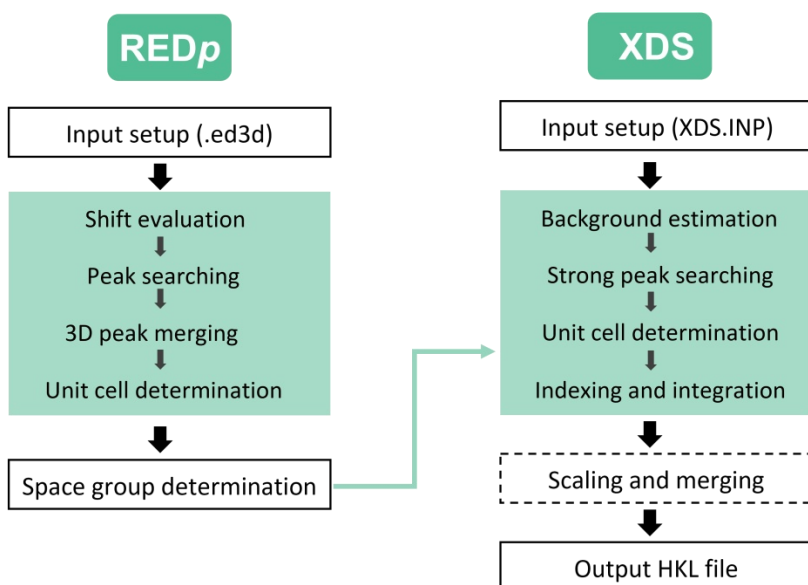 REDp
Input setup (.ed3d)
Shift evaluation
Peak searching
3D peak merging
Unit cell determination
Space group determination
XDS
Input setup (XDS.INP)
Background estimation
Strong peak searching
Unit cell determination
Indexing and integration
Scaling and merging
Output HKL file